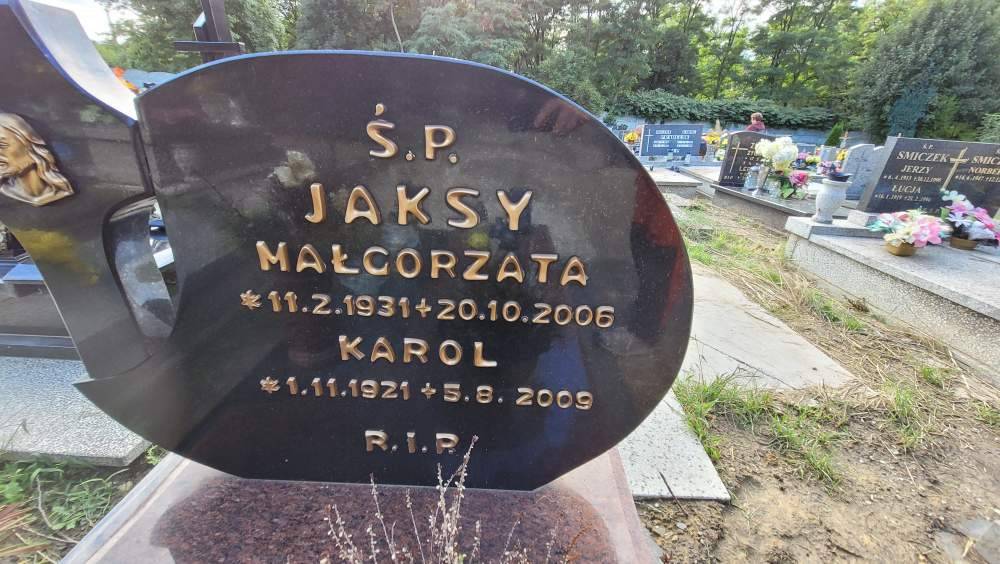 Ś.P.
JAKSY
MAŁGORZATA
* 11.2.1931 + 20.10.2006
KAROL
* 1.11.1921 + 5.8.2009
R.I.P.
Ś.P.
SMICZEK
JERZY
LUCJA